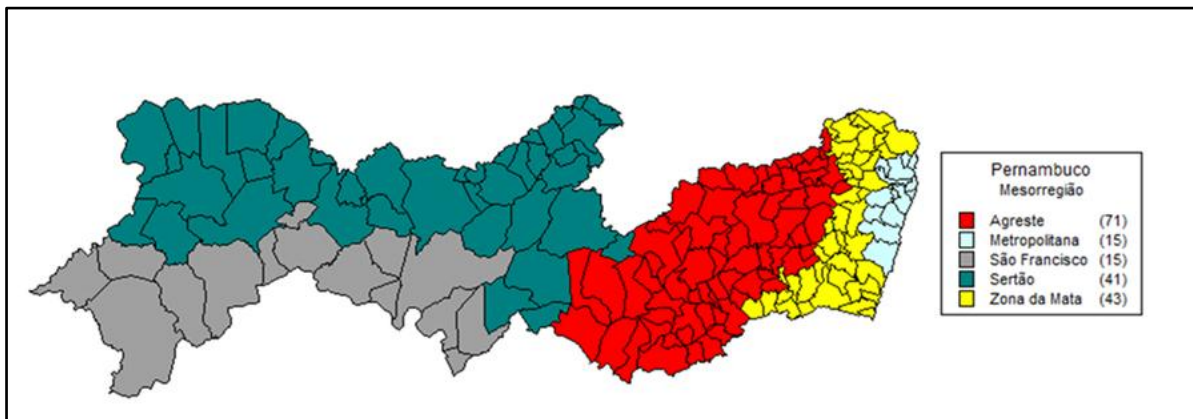 Pernambuco
Mesorregião
Agreste (71)
Metropolitana (15)
São Francisco (15)
Sertão (41)
Zona da Mata (43)